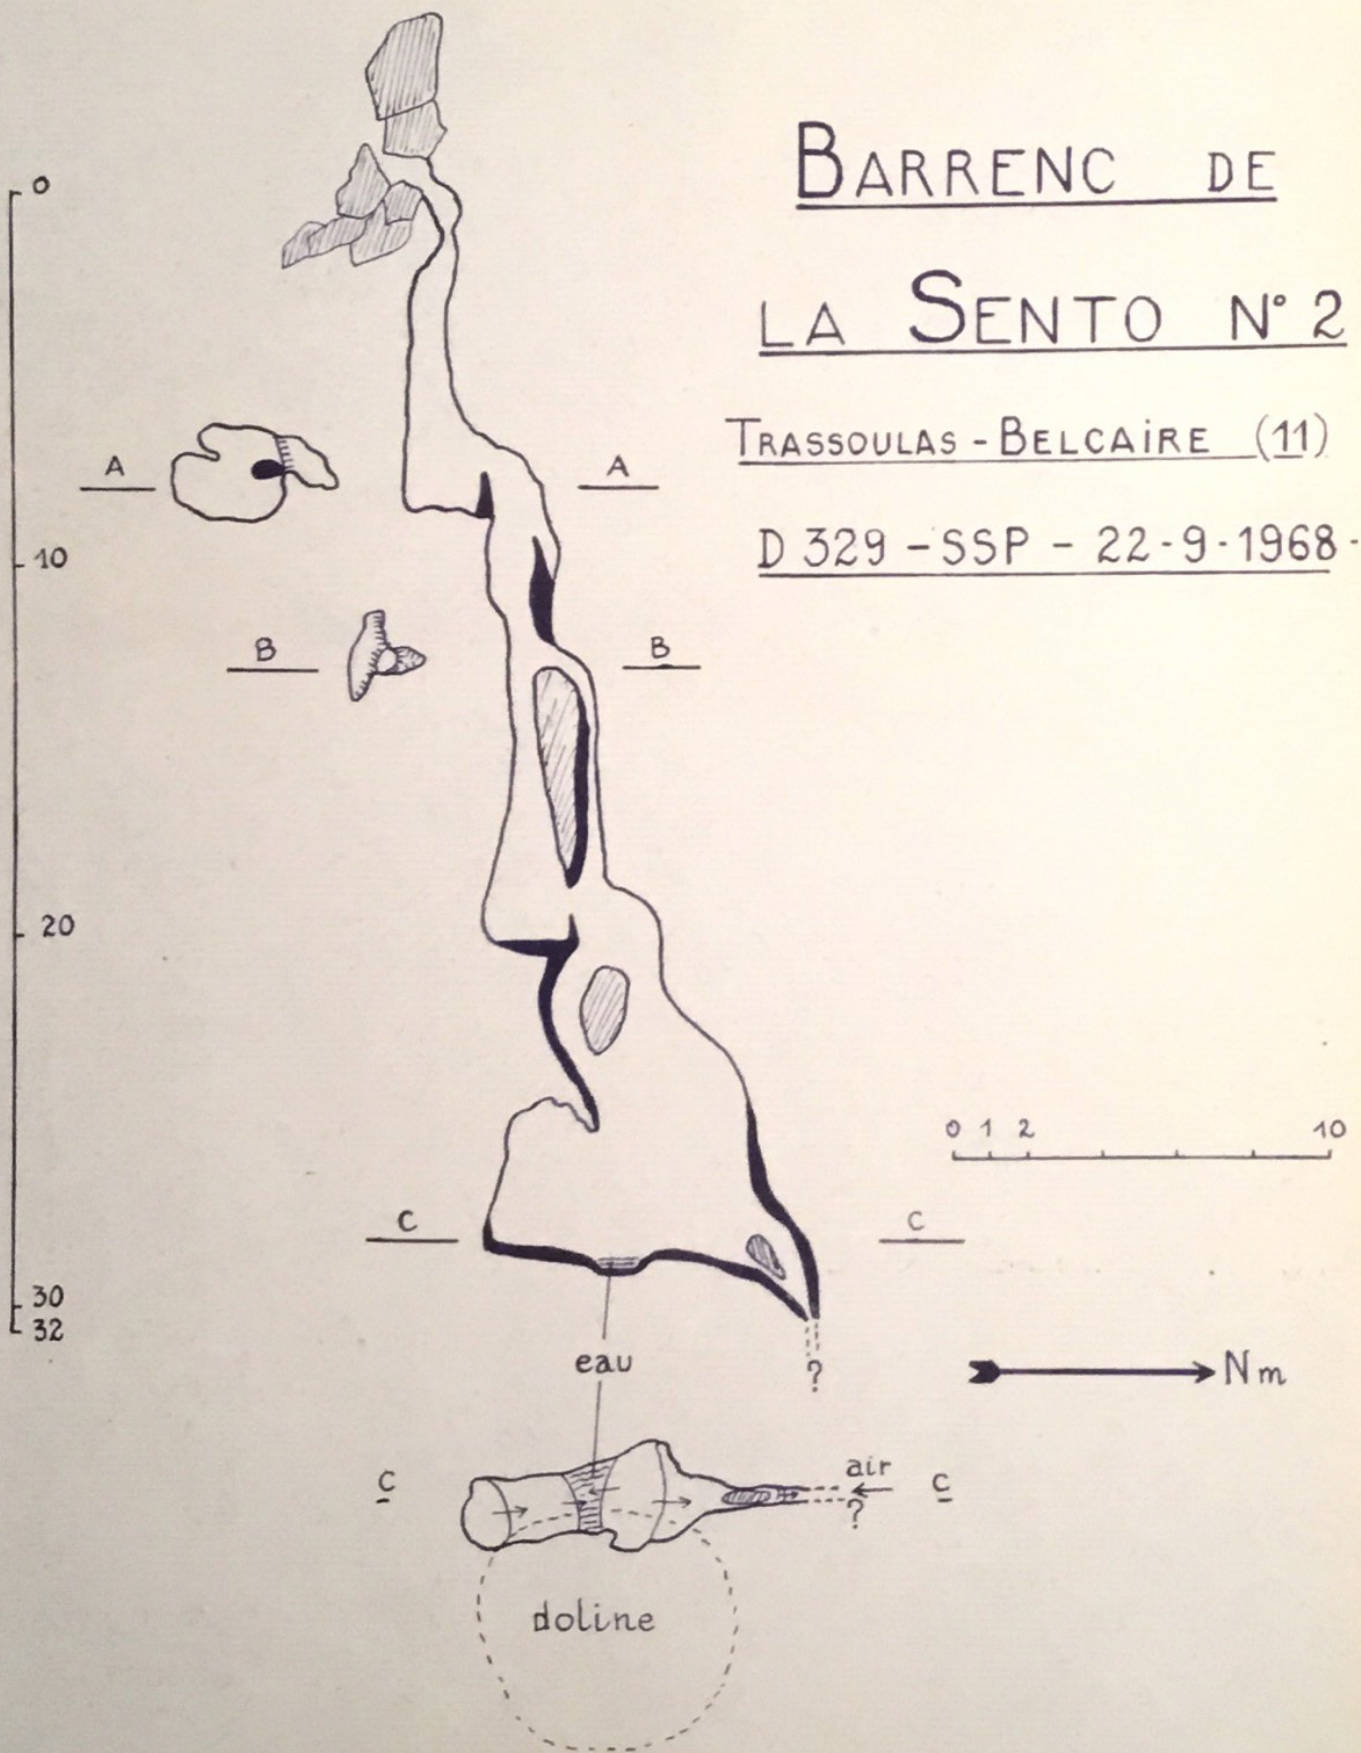 BARRENC DE
LA SENTO N° 2
TRASSOULAS - BELCAIRE (11)
D 329 - SSP - 22-9-1968-
0
A A
10
B B
20
0 1 2 10
C C
30
32
eau
?
Nm
C air C
?
doline